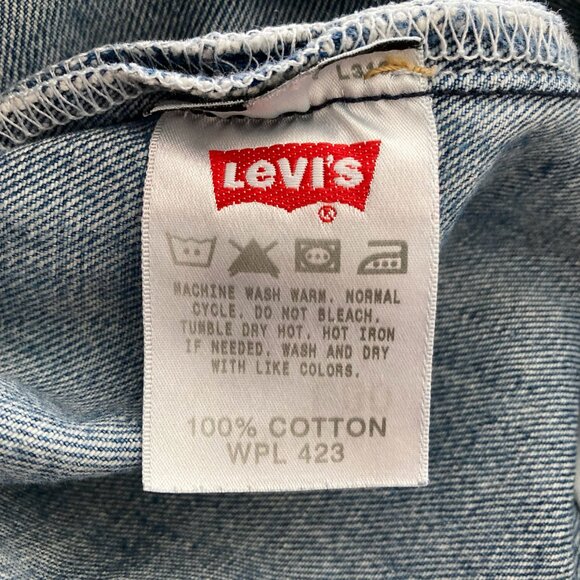 LEVI'S
®
MACHINE WASH WARM, NORMAL
CYCLE. DO NOT BLEACH.
TUMBLE DRY HOT, HOT IRON
IF NEEDED. WASH AND DRY
WITH LIKE COLORS.
100% COTTON
WPL 423